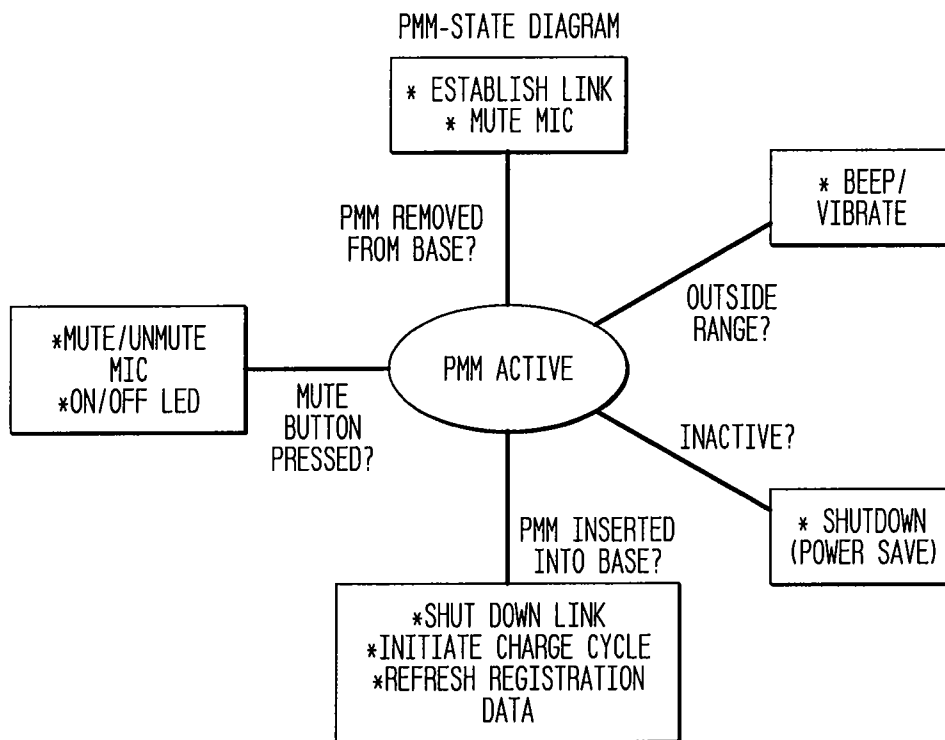 PMM-STATE DIAGRAM
* ESTABLISH LINK
* MUTE MIC
* BEEP/
VIBRATE
PMM REMOVED
FROM BASE?
OUTSIDE
RANGE?
*MUTE/UNMUTE
MIC
*ON/OFF LED
PMM ACTIVE
MUTE
BUTTON
PRESSED?
INACTIVE?
* SHUTDOWN
(POWER SAVE)
PMM INSERTED
INTO BASE?
*SHUT DOWN LINK
*INITIATE CHARGE CYCLE
*REFRESH REGISTRATION
DATA